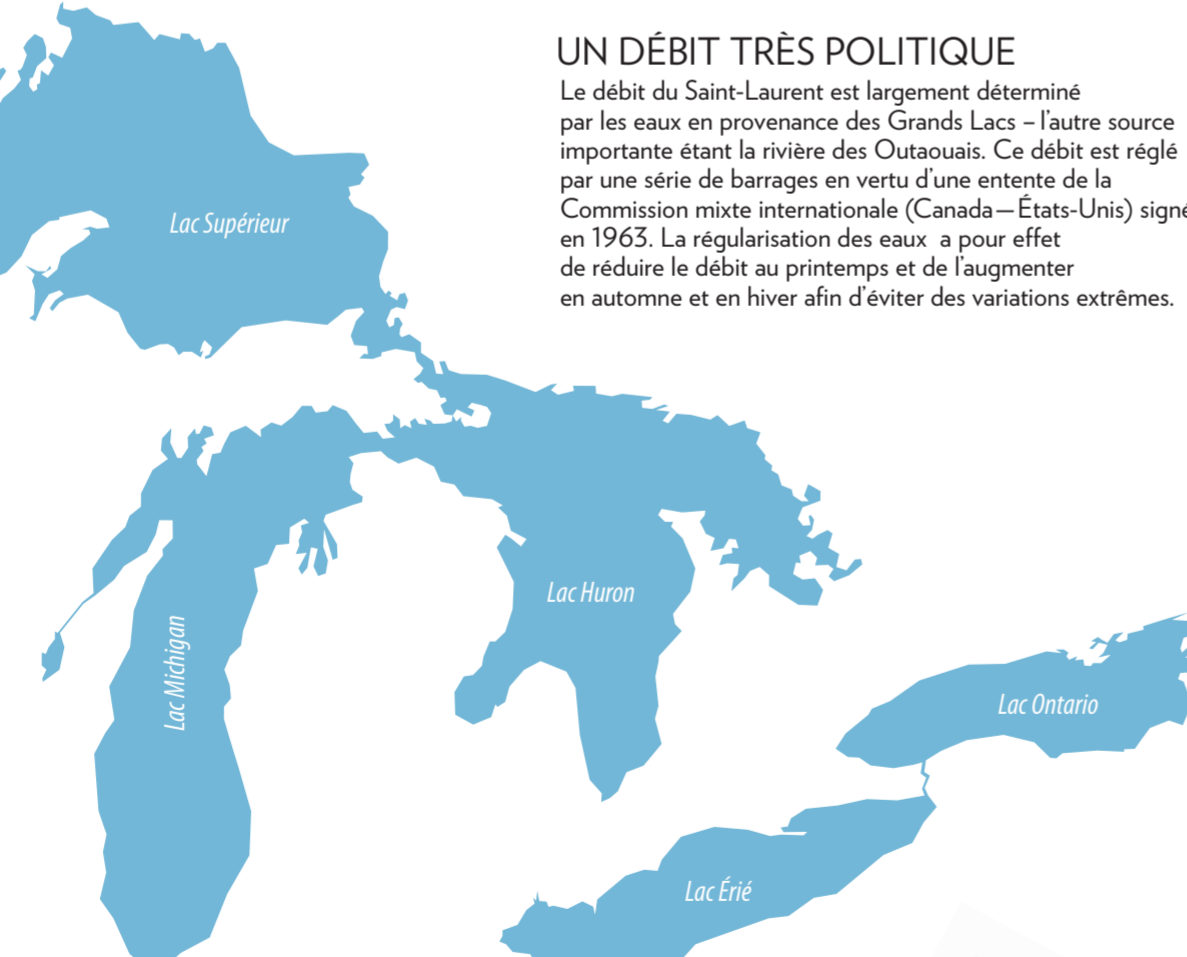 UN DÉBIT TRÈS POLITIQUE
Le débit du Saint-Laurent est largement déterminé
par les eaux en provenance des Grands Lacs – l’autre source
importante étant la rivière des Outaouais. Ce débit est réglé
par une série de barrages en vertu d’une entente de la
Commission mixte internationale (Canada—États-Unis) signé
en 1963. La régularisation des eaux a pour effet
de réduire le débit au printemps et de l’augmenter
en automne et en hiver afin d’éviter des variations extrêmes.
Lac Supérieur
Lac Huron
Lac Michigan
Lac Ontario
Lac Érié